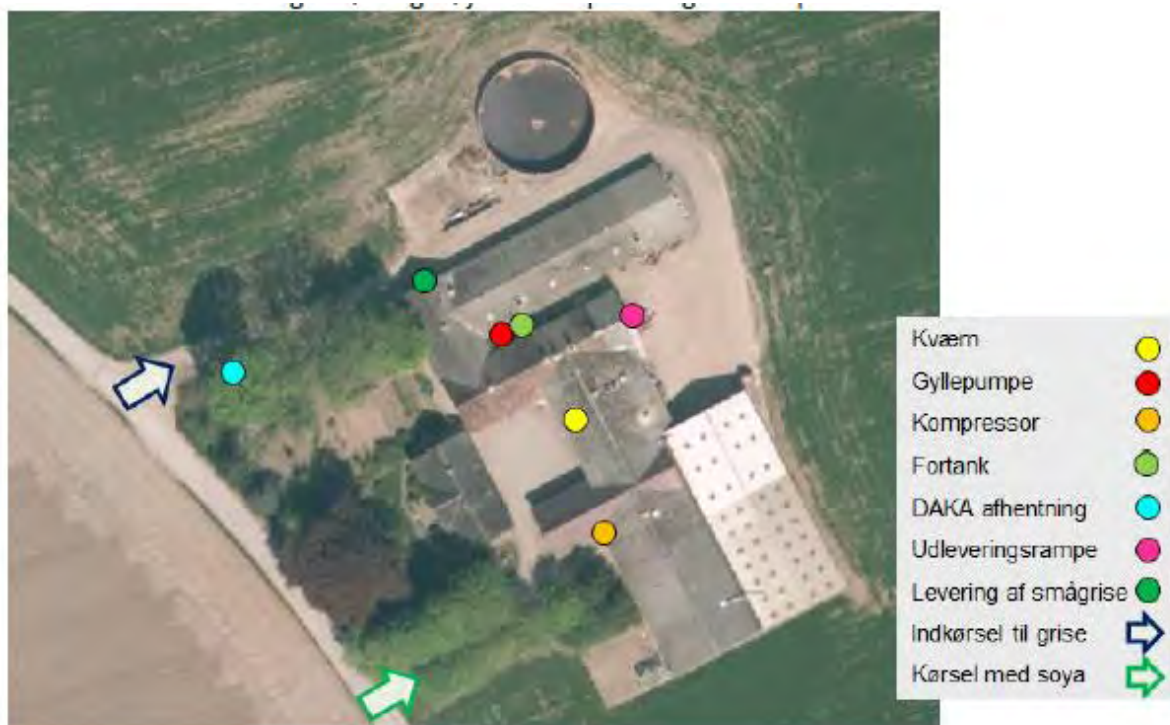 Kværn
Gyllepumpe
Kompressor
Fortank
DAKA afhentning
Udleveringsrampe
Levering af smågrise
Indkørsel til grise
Kørsel med soya